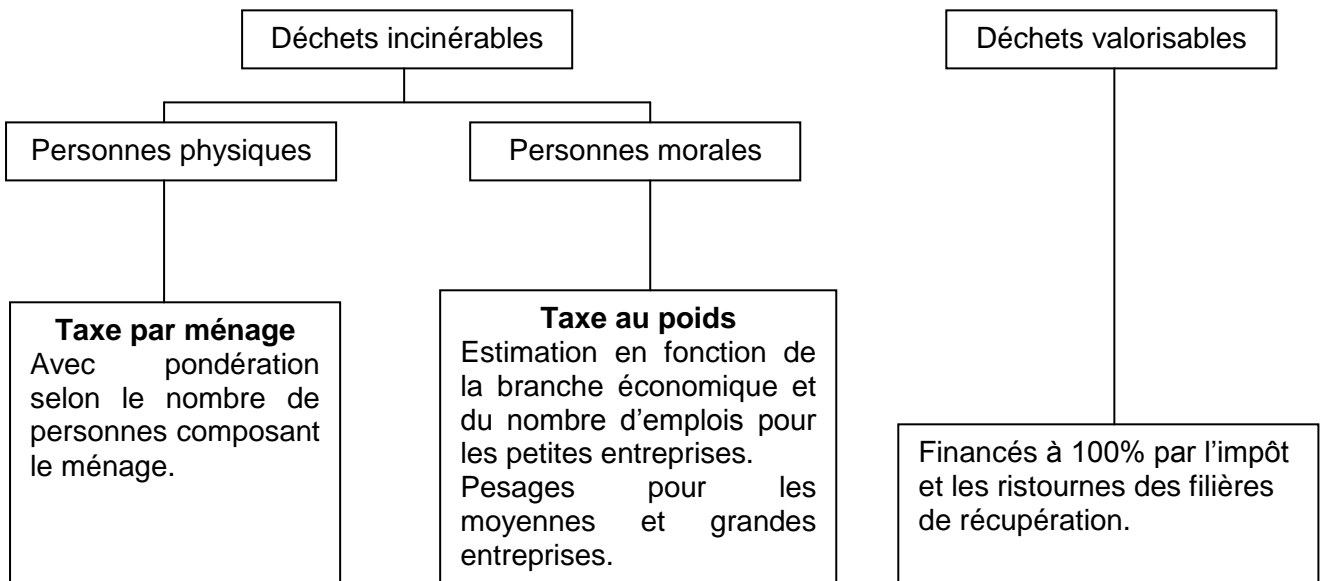 Déchets incinérables
Déchets valorisables
Personnes physiques
Personnes morales
Taxe par ménage
Avec pondération
selon le nombre de
personnes composant
le ménage.
Taxe au poids
Estimation en fonction de
la branche économique et
du nombre d'emplois pour
les petites entreprises.
Pesages pour les
moyennes et grandes
entreprises.
Financés à 100% par l'impôt
et les ristournes des filières
de récupération.